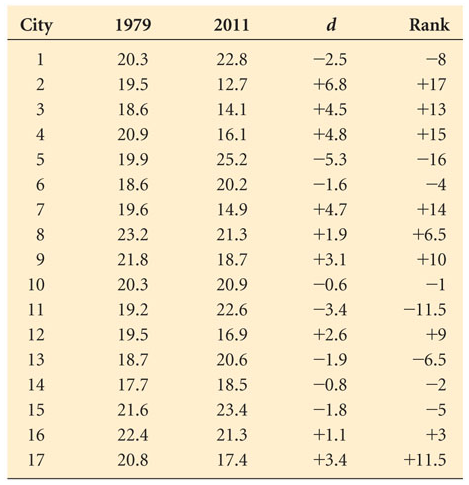 City 1979 2011 d Rank
1 20.3 22.8 −2.5 −8
2 19.5 12.7 +6.8 +17
3 18.6 14.1 +4.5 +13
4 20.9 16.1 +4.8 +15
5 19.9 25.2 −5.3 −16
6 18.6 20.2 −1.6 −4
7 19.6 14.9 +4.7 +14
8 23.2 21.3 +1.9 +6.5
9 21.8 18.7 +3.1 +10
10 20.3 20.9 −0.6 −1
11 19.2 22.6 −3.4 −11.5
12 19.5 16.9 +2.6 +9
13 18.7 20.6 −1.9 −6.5
14 17.7 18.5 −0.8 −2
15 21.6 23.4 −1.8 −5
16 22.4 21.3 +1.1 +3
17 20.8 17.4 +3.4 +11.5